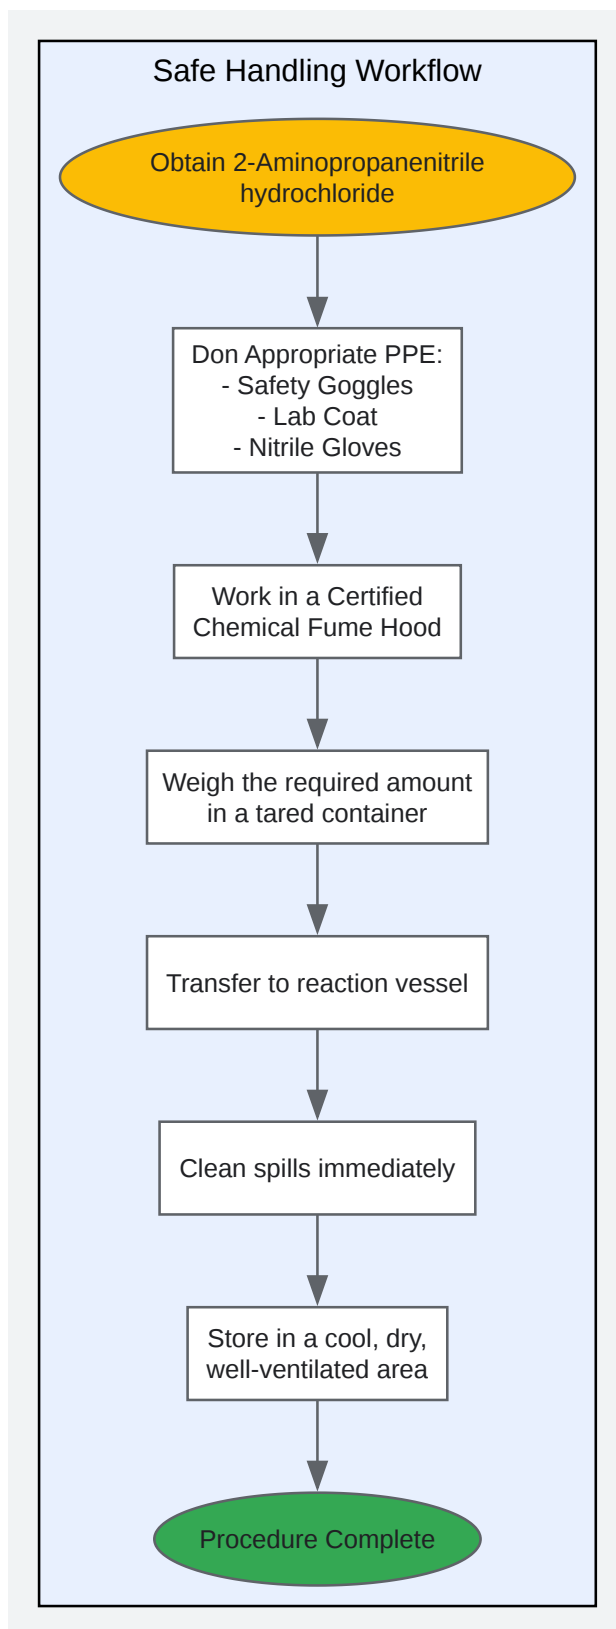 Safe Handling Workflow
Obtain 2-Aminopropanenitrile
hydrochloride
Don Appropriate PPE:
- Safety Goggles
- Lab Coat
- Nitrile Gloves
Work in a Certified
Chemical Fume Hood
Weigh the required amount
in a tared container
Transfer to reaction vessel
Clean spills immediately
Store in a cool, dry,
well-ventilated area
Procedure Complete